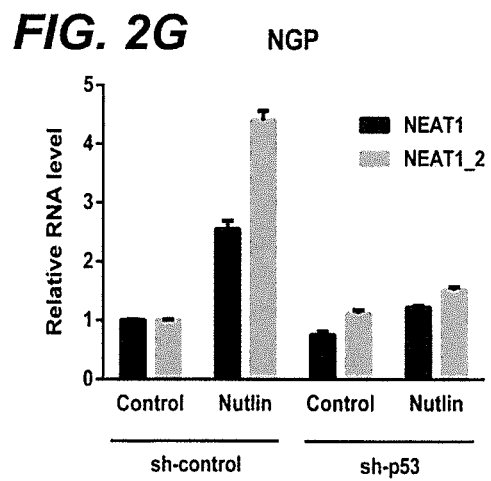 FIG. 2G
NGP
NEAT1
NEAT1_2
Relative RNA level
5
4
3
2
1
0
Control Nutlin Control Nutlin
sh-control sh-p53